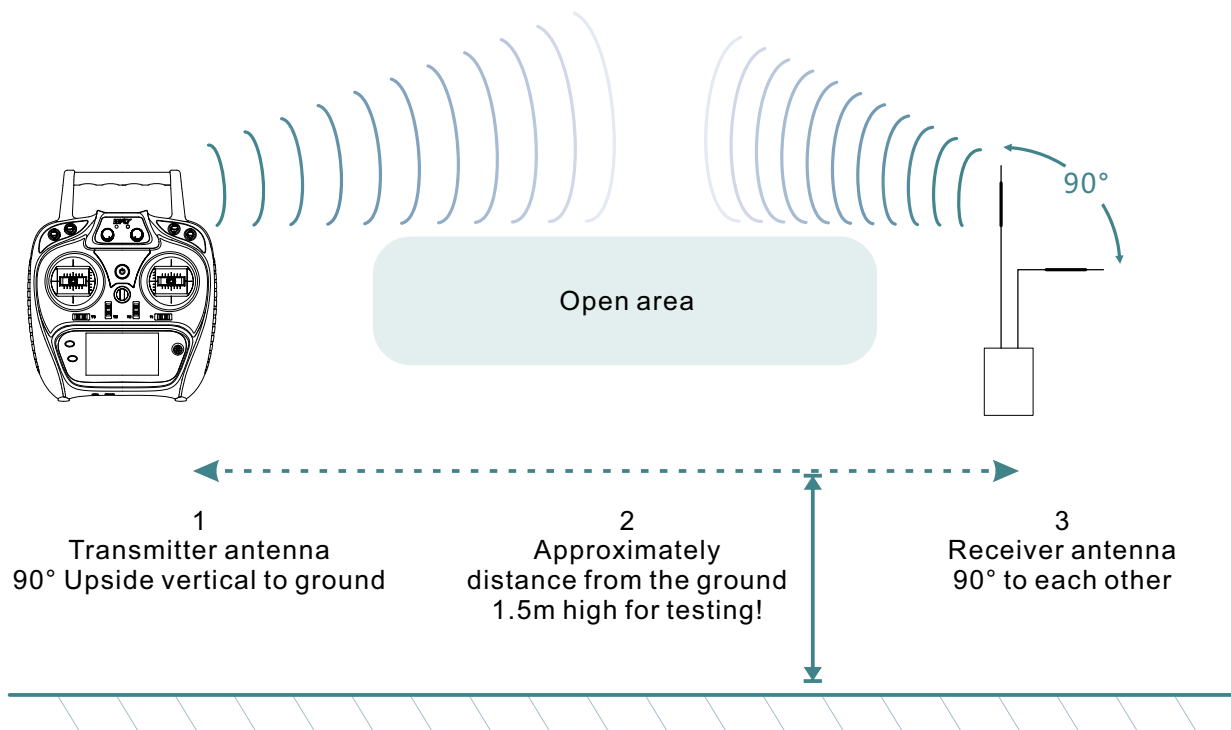 90°
Open area
1
Transmitter antenna
90° Upside vertical to ground
2
Approximately
distance from the ground
1.5m high for testing!
3
Receiver antenna
90° to each other